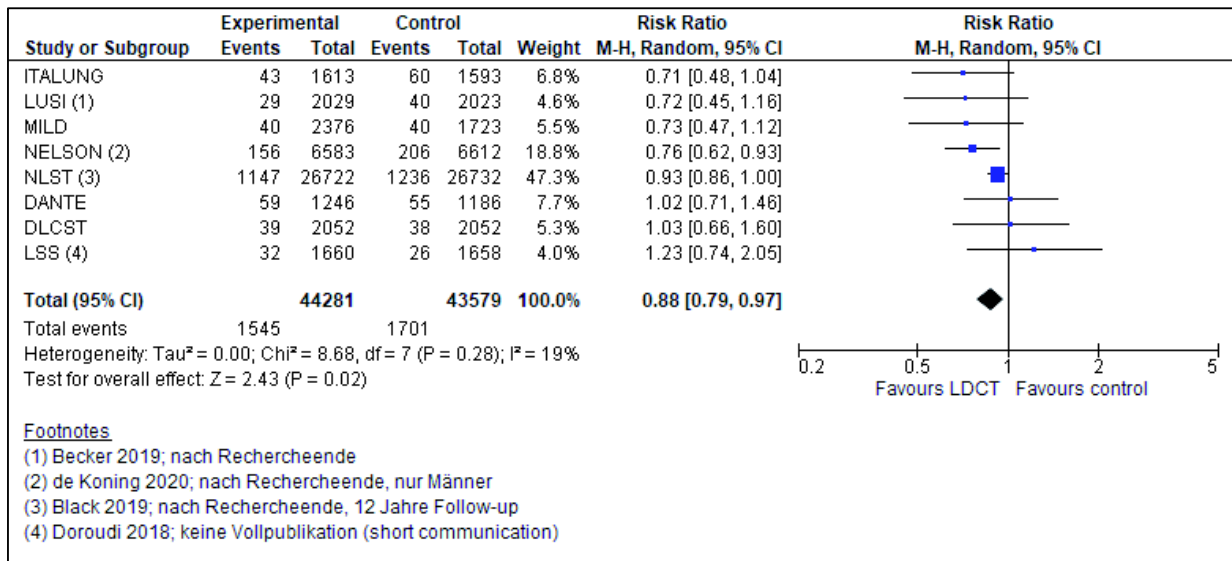 Experimental Control Risk Ratio Risk Ratio
Study or Subgroup Events Total Events Total Weight M-H, Random, 95% CI M-H, Random, 95% CI
ITALUNG 43 1613 60 1593 6.8% 0.71 [0.48, 1.04]
LUSI (1) 29 2029 40 2023 4.6% 0.72 [0.45, 1.16]
MILD 40 2376 40 1723 5.5% 0.73 [0.47, 1.12]
NELSON (2) 156 6583 206 6612 18.8% 0.76 [0.62, 0.93]
NLST (3) 1147 26722 1236 26732 47.3% 0.93 [0.86, 1.00]
DANTE 59 1246 55 1186 7.7% 1.02 [0.71, 1.46]
DLCST 39 2052 38 2052 5.3% 1.03 [0.66, 1.60]
LSS (4) 32 1660 26 1658 4.0% 1.23 [0.74, 2.05]
Total (95% CI) 44281 43579 100.0% 0.88 [0.79, 0.97]
Total events 1545 1701
Heterogeneity: Tau² = 0.00; Chi² = 8.68, df = 7 (P = 0.28); I² = 19%
Test for overall effect: Z = 2.43 (P = 0.02)
0.2 0.5 1 2 5
Favours LDCT Favours control
Footnotes
(1) Becker 2019; nach Rechercheende
(2) de Koning 2020; nach Rechercheende, nur Männer
(3) Black 2019; nach Rechercheende, 12 Jahre Follow-up
(4) Doroudi 2018; keine Vollpublikation (short communication)